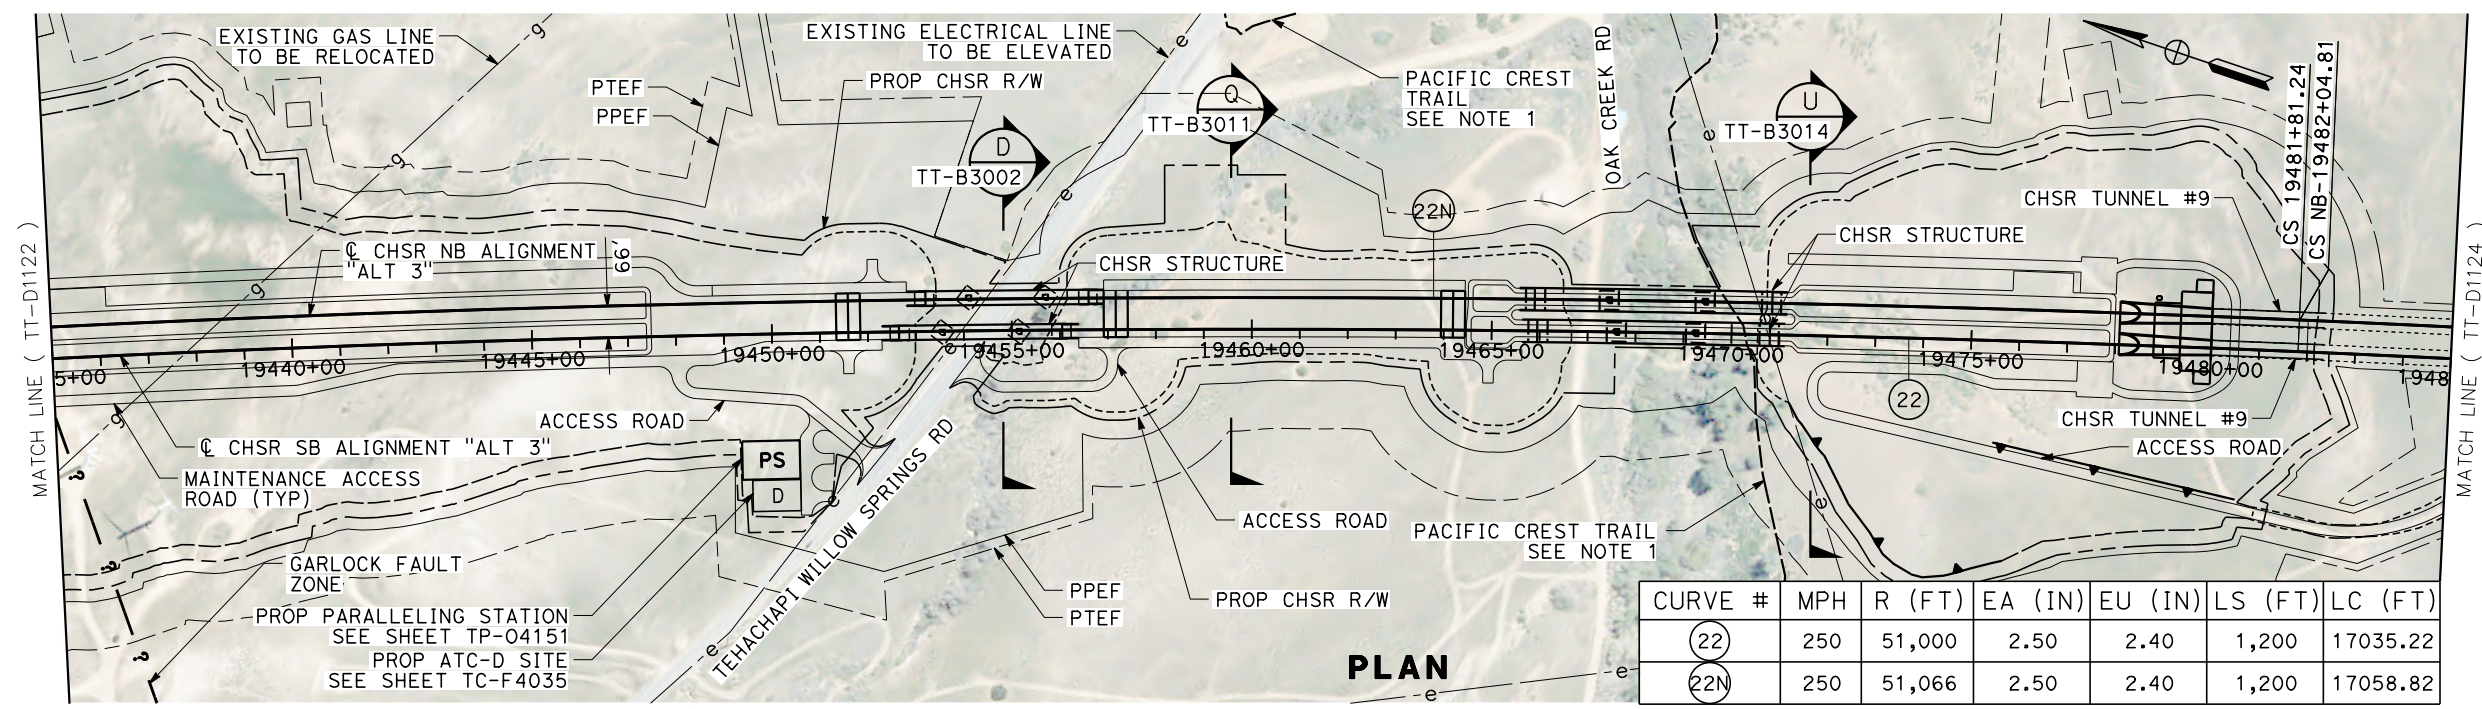 EXISTING GAS LINE
TO BE RELOCATED
g
PTEF
PPEF
EXISTING ELECTRICAL LINE
TO BE ELEVATED
e
PROP CHSR R/W
D
TT-B3002
Q
TT-B3011
PACIFIC CREST
TRAIL
SEE NOTE 1
OAK CREEK RD
e
U
TT-B3014
CS 19481+81.24
CS NB-19482+04.81
CHSR TUNNEL #9
g
e
22N
CHSR STRUCTURE
MATCH LINE ( TT-D1122 )
℄ CHSR NB ALIGNMENT
"ALT 3"
66'
CHSR STRUCTURE
MATCH LINE ( TT-D1124 )
g
e
e
5+00
19440+00
19445+00
19450+00
19455+00
19460+00
19465+00
19470+00
19475+00
19480+00
1948
22
g
ACCESS ROAD
CHSR TUNNEL #9
℄ CHSR SB ALIGNMENT "ALT 3"
ACCESS ROAD
MAINTENANCE ACCESS
ROAD (TYP)
?
PS
D
e
e
TEHACHAPI WILLOW SPRINGS RD
ACCESS ROAD
PACIFIC CREST TRAIL
SEE NOTE 1
GARLOCK FAULT
ZONE
?
PPEF
PTEF
PROP CHSR R/W
PROP PARALLELING STATION
SEE SHEET TP-04151
PROP ATC-D SITE
SEE SHEET TC-F4035
?
e
PLAN
e
e
CURVE # MPH R (FT) EA (IN) EU (IN) LS (FT) LC (FT)
22 250 51,000 2.50 2.40 1,200 17035.22
22N 250 51,066 2.50 2.40 1,200 17058.82